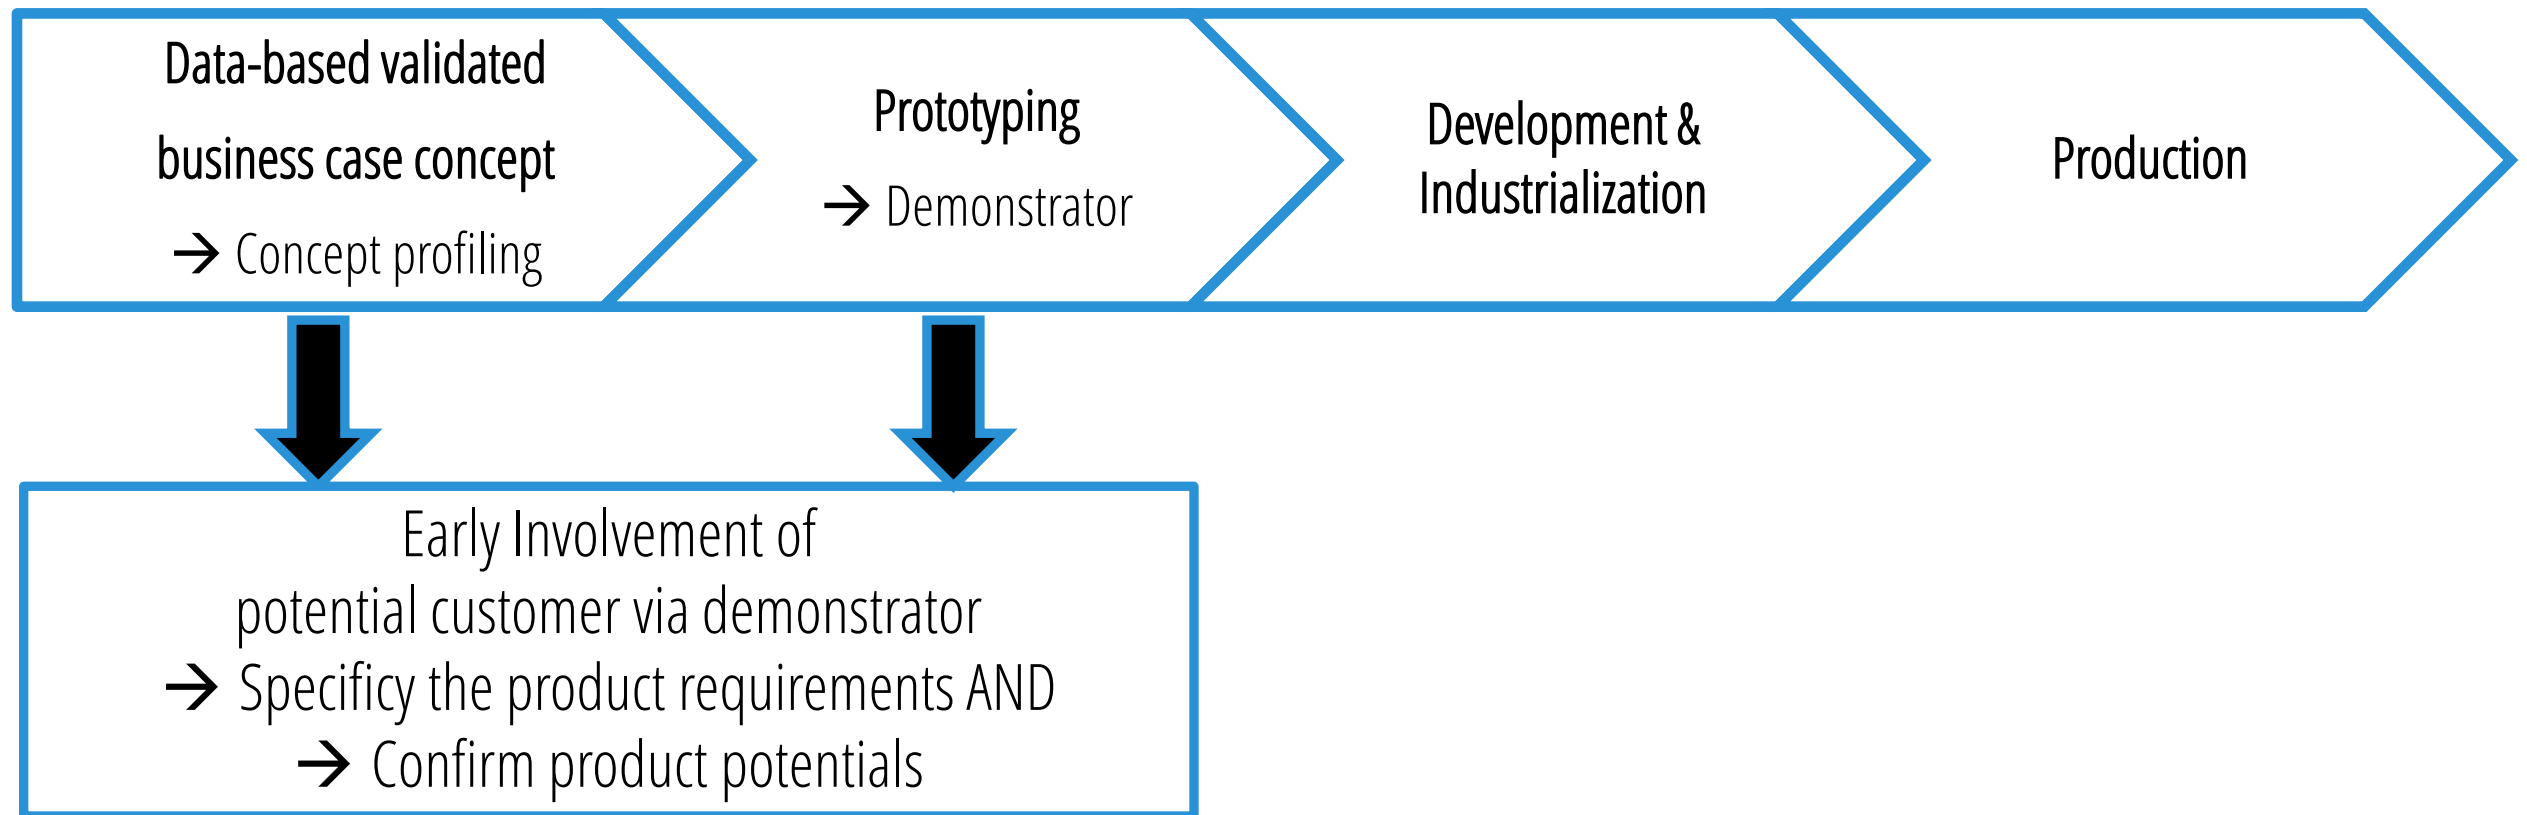 Data-based validated
business case concept
→ Concept profiling
Prototyping
→ Demonstrator
Development &
Industrialization
Production
Early Involvement of
potential customer via demonstrator
→ Specificy the product requirements AND
→ Confirm product potentials